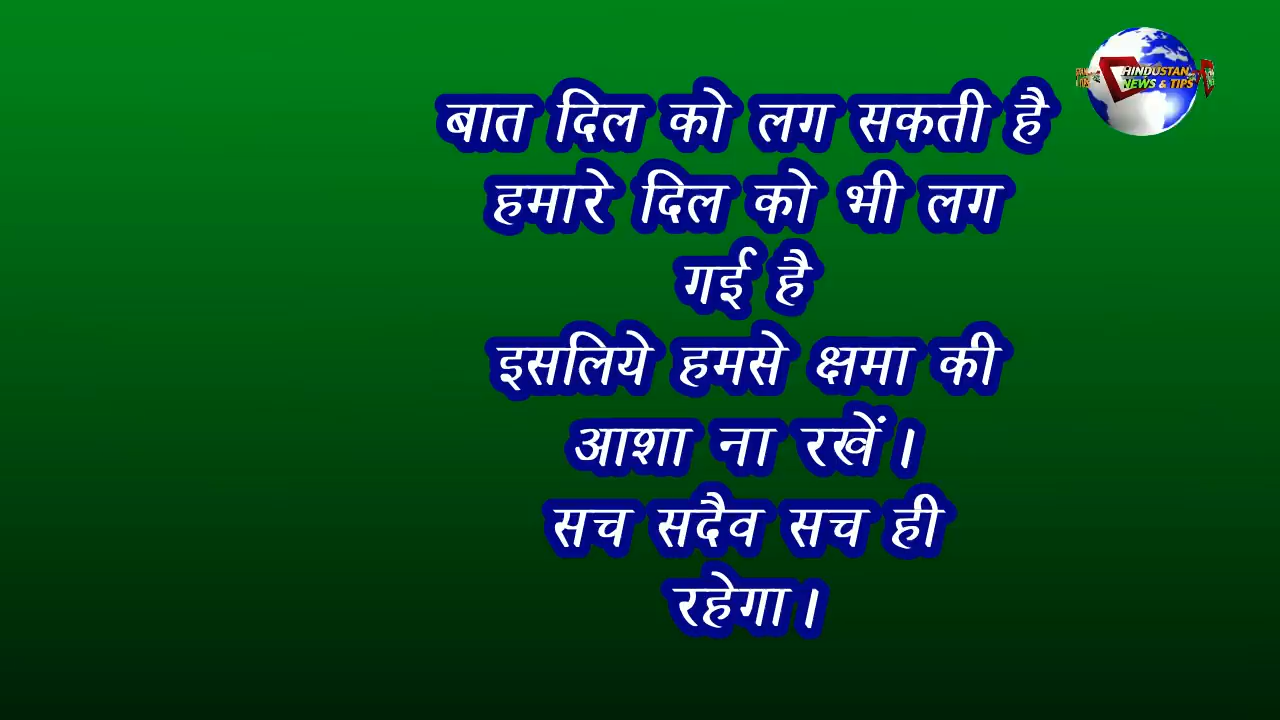 बात दिल को लग सकती है
हमारे दिल को भी लग
गई है
इसलिये हमसे क्षमा की
आशा ना रखें।
सच सदैव सच ही
रहेगा।
HINDUSTAN
NEWS & TIPS